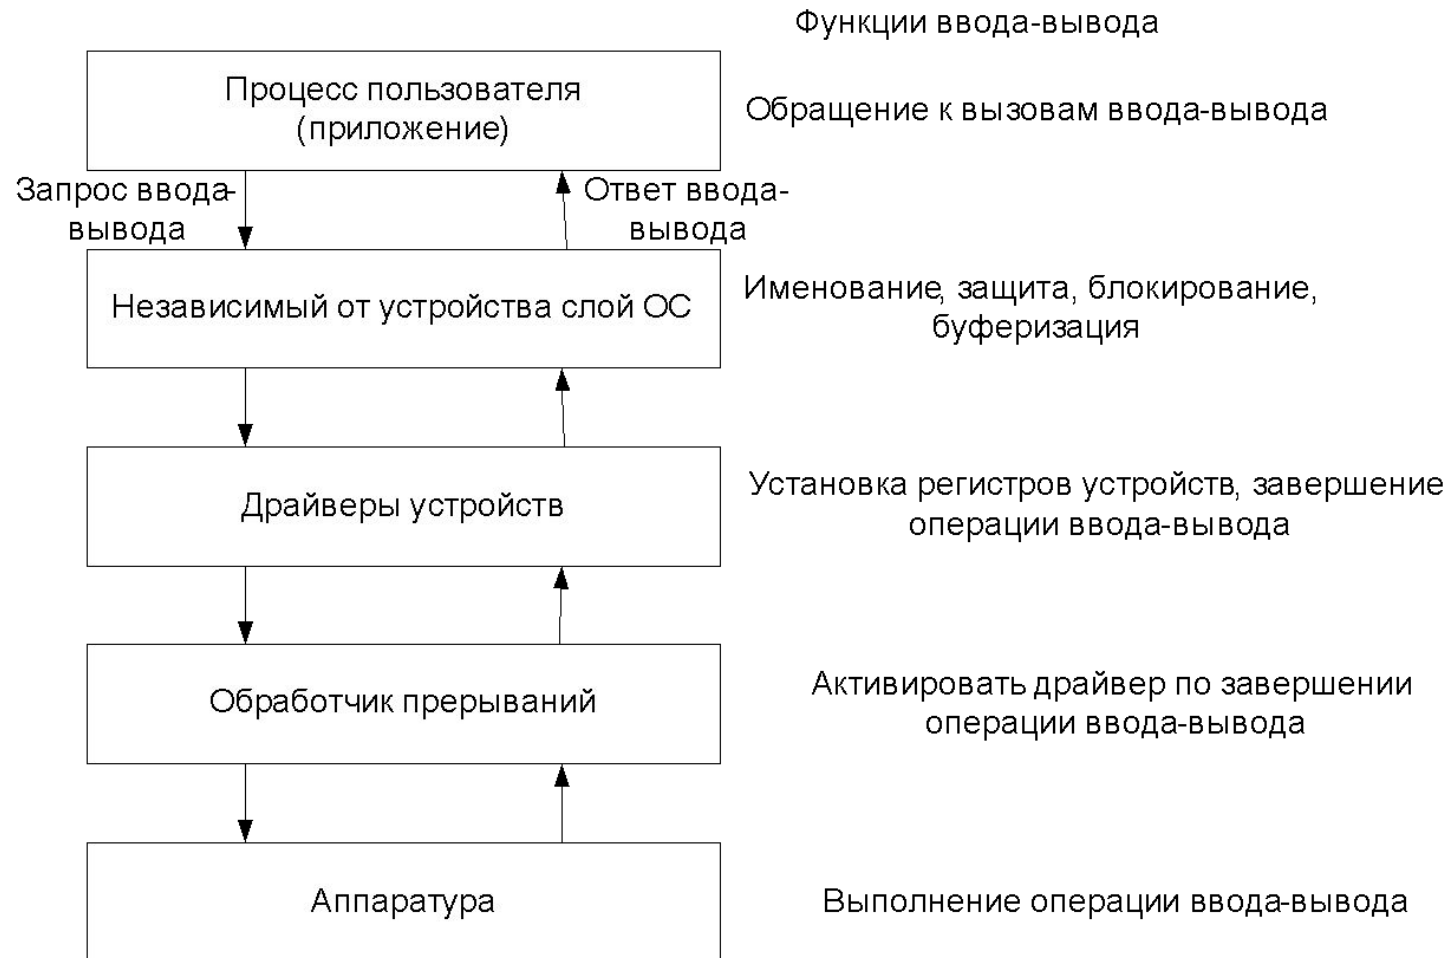 Функции ввода-вывода
Процесс пользователя
(приложение)
Обращение к вызовам ввода-вывода
Запрос ввода-
вывода
Ответ ввода-
вывода
Независимый от устройства слой ОС
Именование, защита, блокирование,
буферизация
Драйверы устройств
Установка регистров устройств, завершение
операции ввода-вывода
Обработчик прерываний
Активировать драйвер по завершении
операции ввода-вывода
Аппаратура
Выполнение операции ввода-вывода